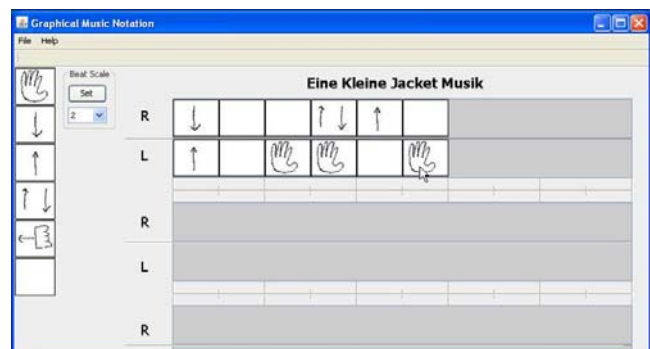 Graphical Music Notation
File Help
Beat Scale
Set
2
Eine Kleine Jacket Musik
R
L
R
L
R